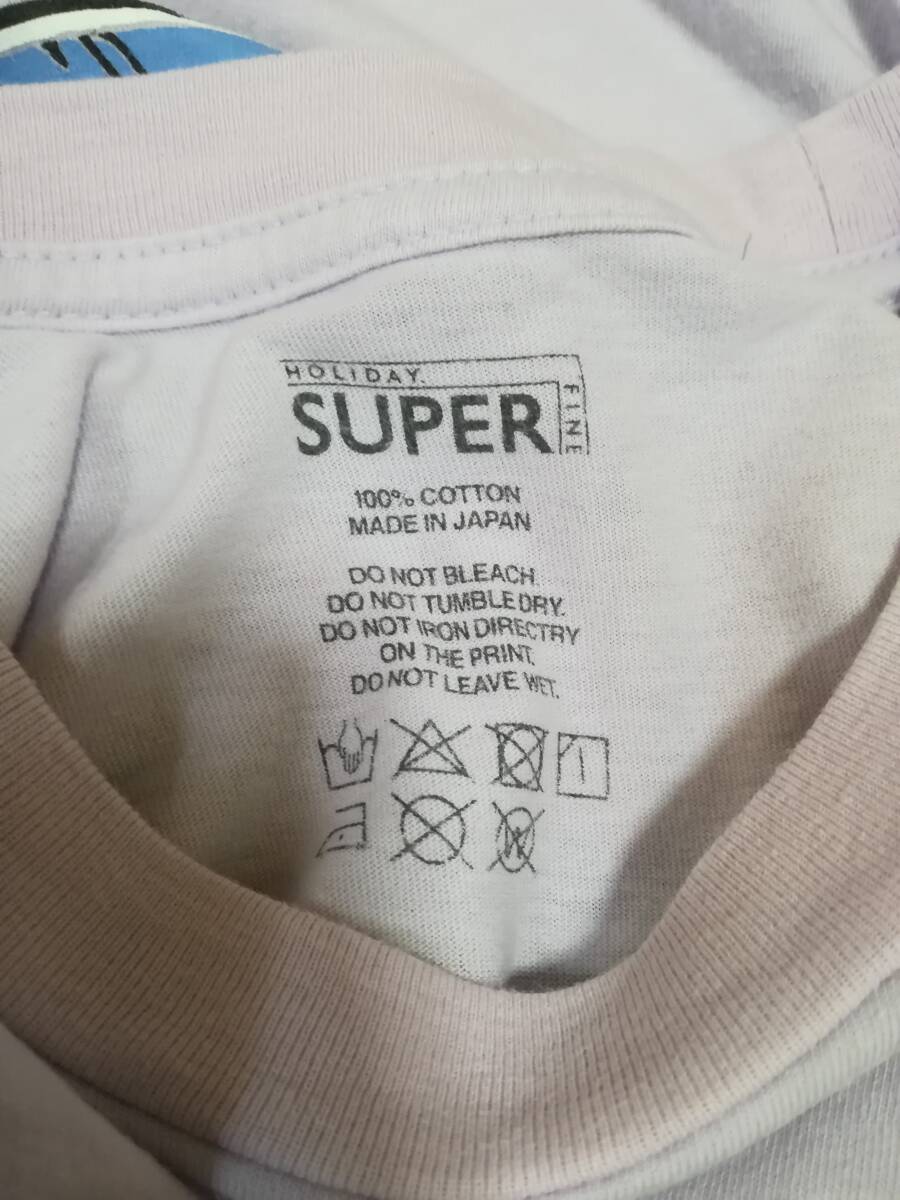 HOLIDAY.
SUPER
FINE
100% COTTON
MADE IN JAPAN
DO NOT BLEACH.
DO NOT TUMBLE DRY.
DO NOT IRON DIRECTRY
ON THE PRINT.
DO NOT LEAVE WET.
W